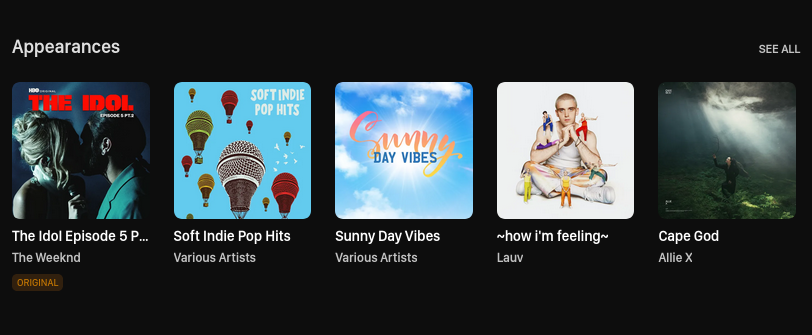 Appearances
SEE ALL
HBO ORIGINAL
THE IDOL
EPISODE 5 PT.2
SOFT INDIE
POP HITS
Sunny
DAY VIBES
The Idol Episode 5 P...
The Weeknd
ORIGINAL
Soft Indie Pop Hits
Various Artists
Sunny Day Vibes
Various Artists
~how i'm feeling~
Lauv
Cape God
Allie X